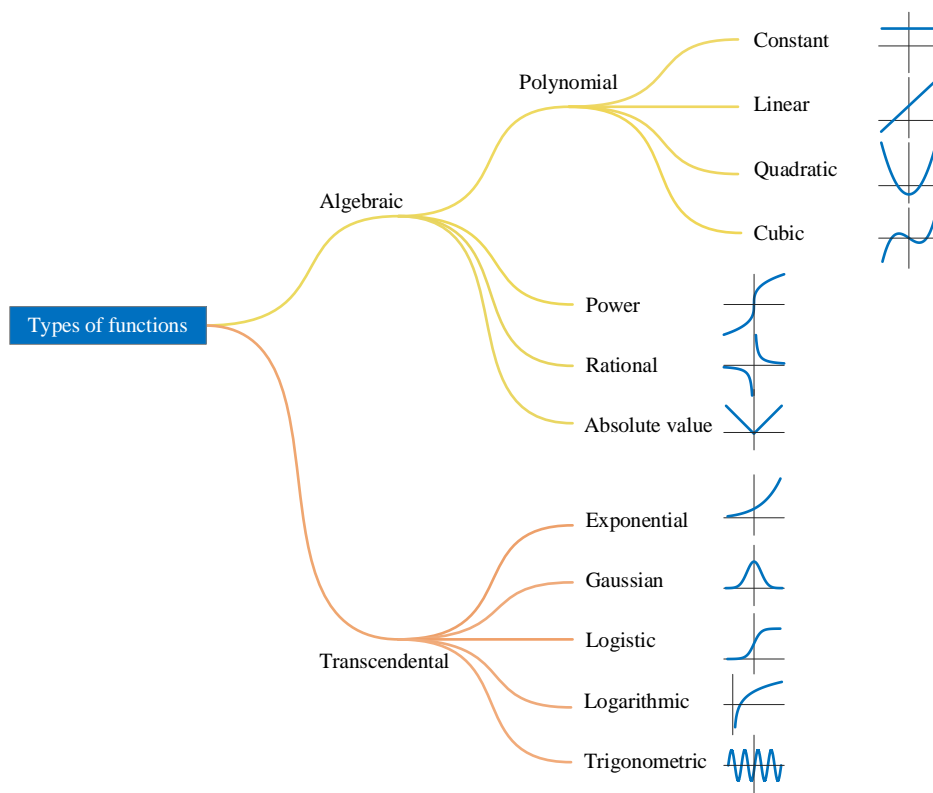 Constant
Polynomial
Linear
Quadratic
Algebraic
Cubic
Power
Types of functions
Rational
Absolute value
Exponential
Gaussian
Logistic
Transcendental
Logarithmic
Trigonometric